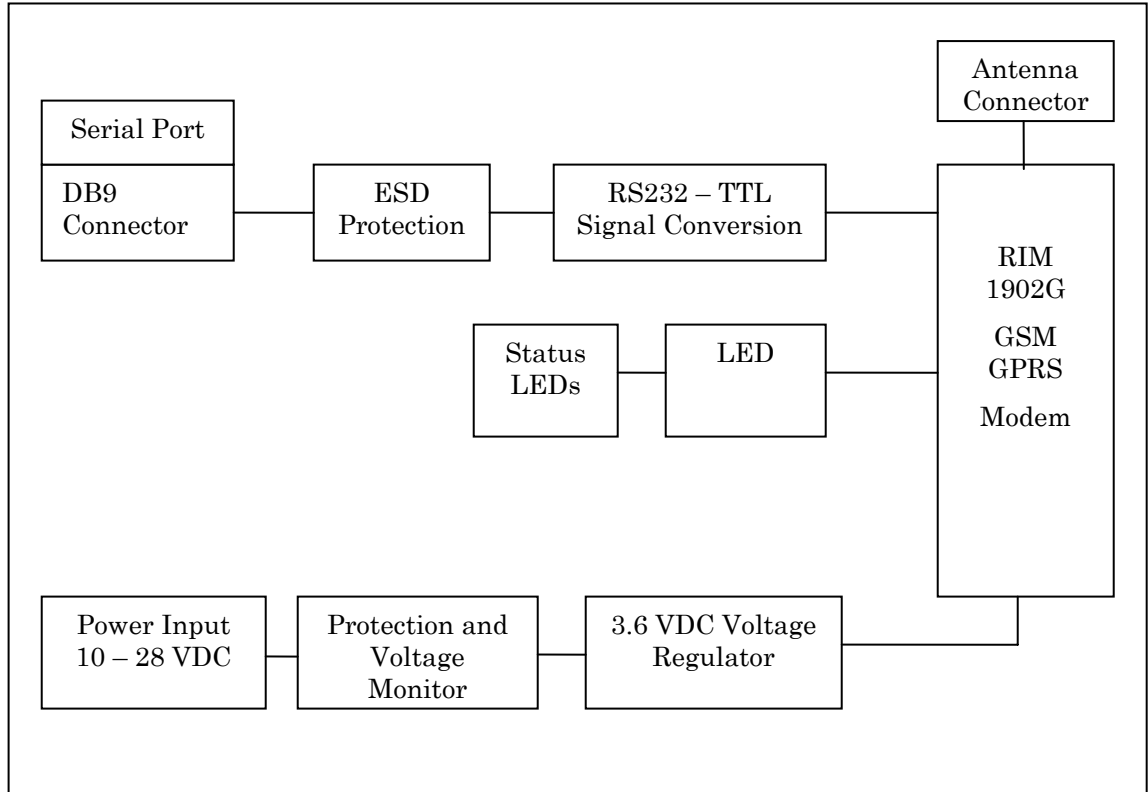 Antenna
Connector
Serial Port
DB9
Connector
ESD
Protection
RS232 – TTL
Signal Conversion
RIM
1902G
GSM
GPRS
Modem
Status
LEDs
LED
Power Input
10 – 28 VDC
Protection and
Voltage
Monitor
3.6 VDC Voltage
Regulator